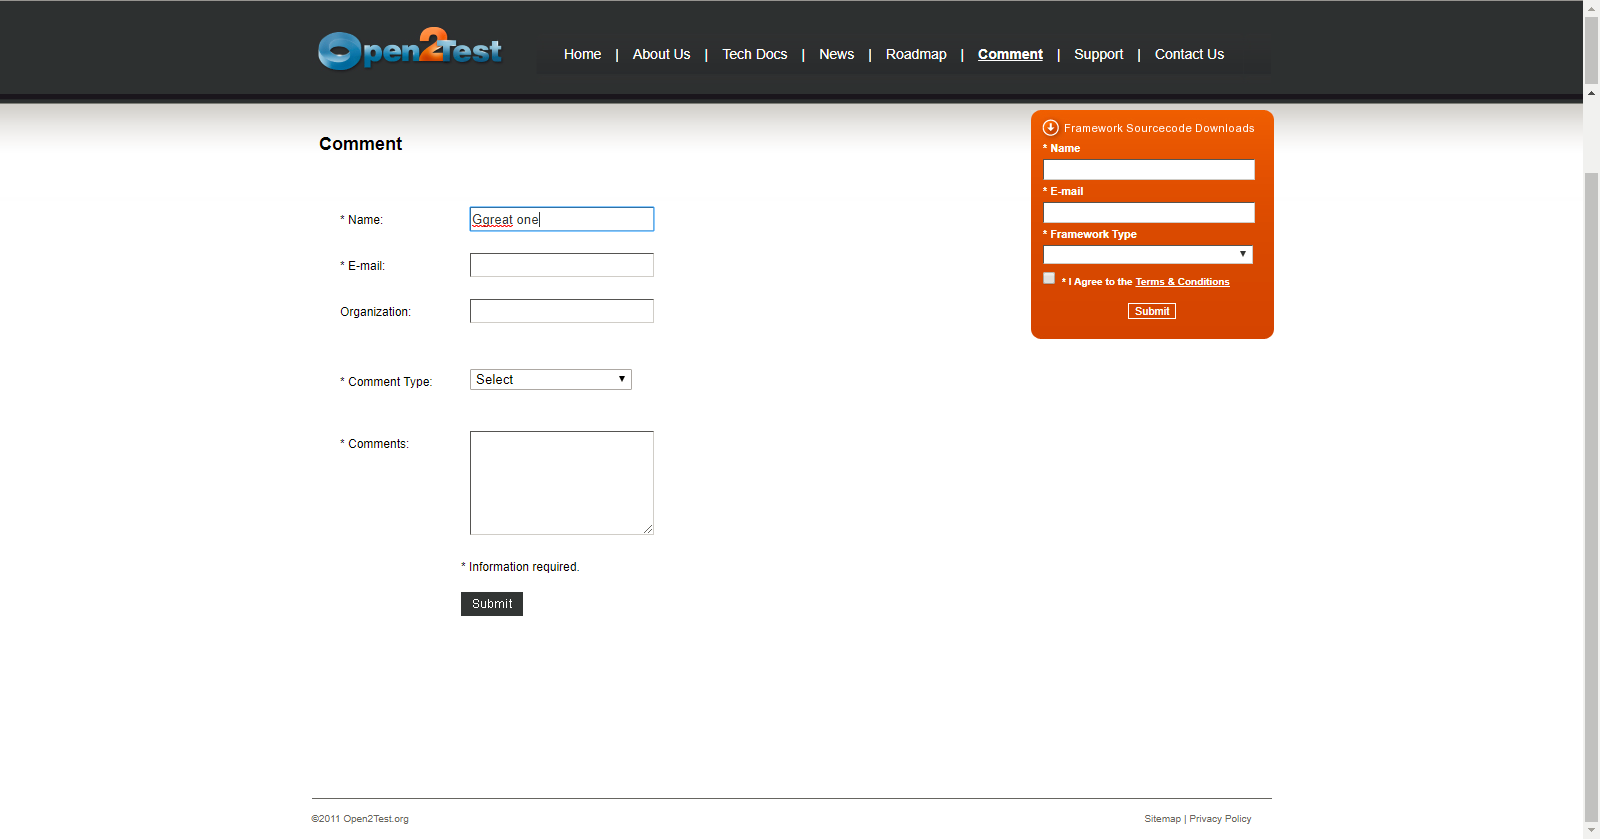 Open2Test
Home | About Us | Tech Docs | News | Roadmap | Comment | Support | Contact Us
Comment
* Name: Ggreat one
* E-mail:
Organization:
* Comment Type: Select
* Comments:
* Information required.
Submit
Framework Sourcecode Downloads
* Name
* E-mail
* Framework Type
* I Agree to the Terms & Conditions
Submit
©2011 Open2Test.org
Sitemap | Privacy Policy